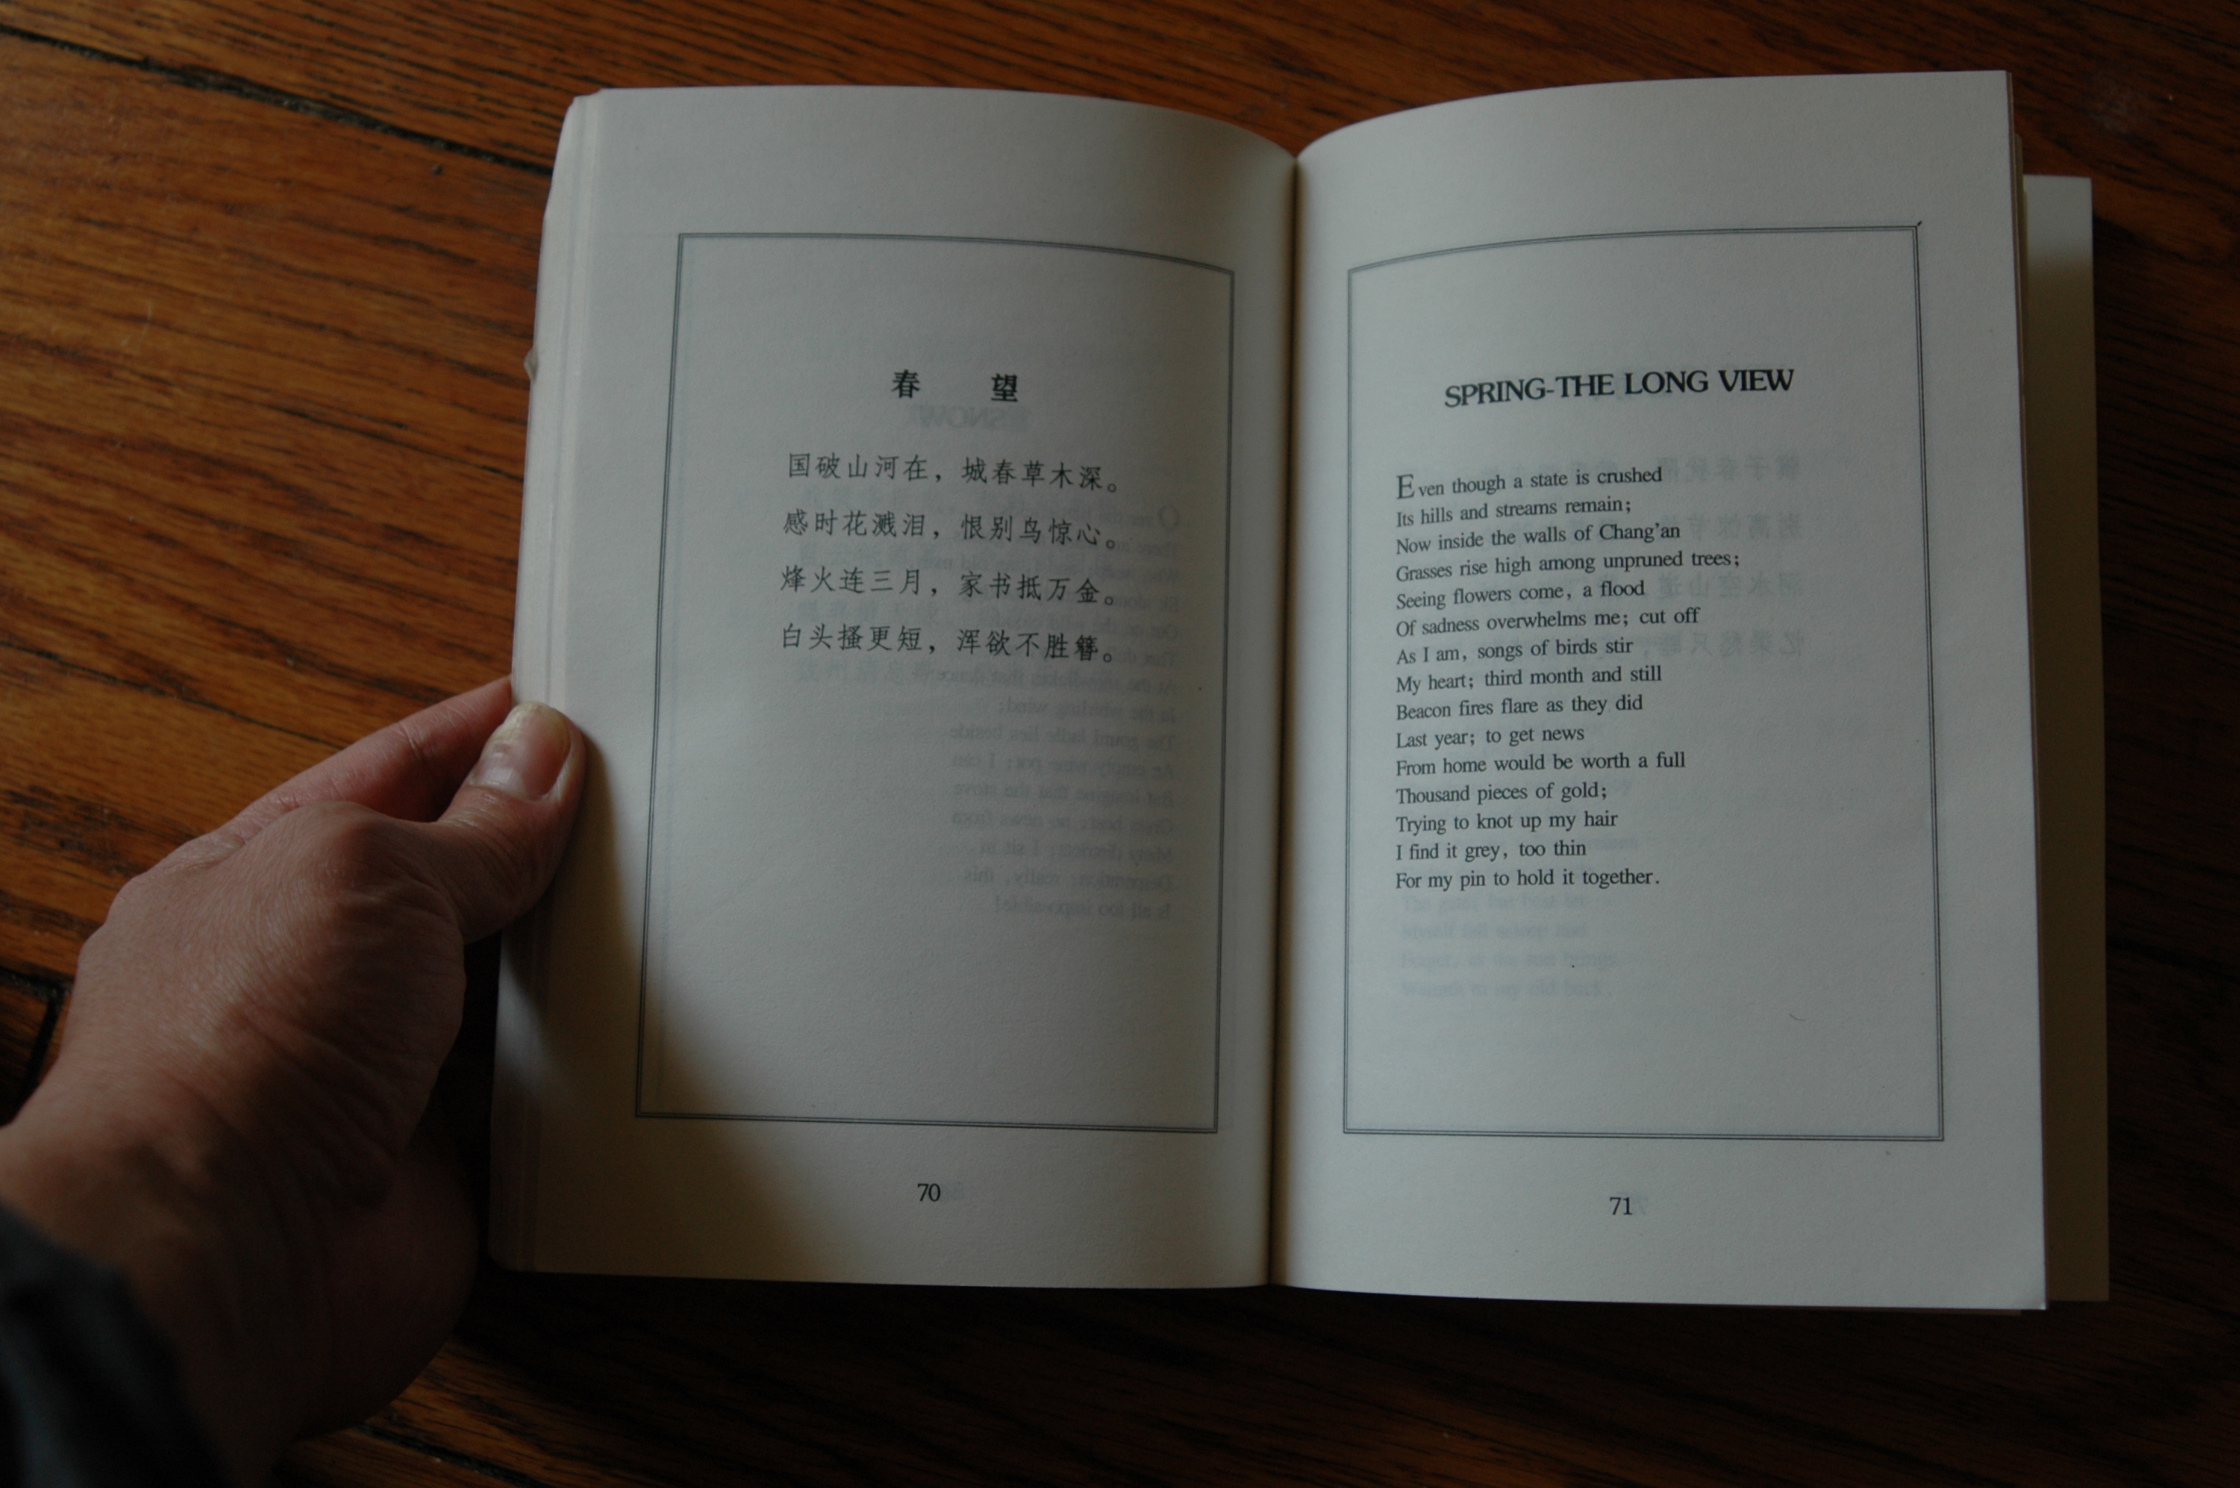 春 望
国破山河在，城春草木深。
感时花溅泪，恨别鸟惊心。
烽火连三月，家书抵万金。
白头搔更短，浑欲不胜簪。
70
SPRING-THE LONG VIEW
Even though a state is crushed
Its hills and streams remain;
Now inside the walls of Chang'an
Grasses rise high among unpruned trees;
Seeing flowers come, a flood
Of sadness overwhelms me; cut off
As I am, songs of birds stir
My heart; third month and still
Beacon fires flare as they did
Last year; to get news
From home would be worth a full
Thousand pieces of gold;
Trying to knot up my hair
I find it grey, too thin
For my pin to hold it together.
71